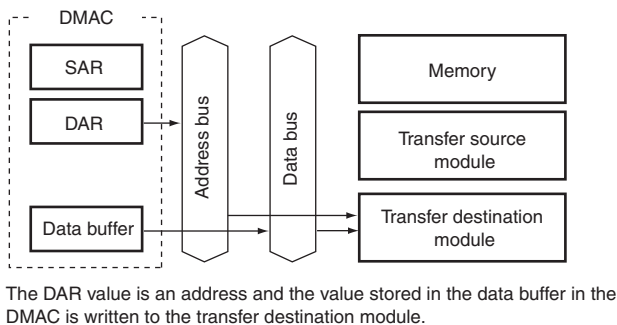 DMAC
SAR
DAR
Data buffer
Address bus
Data bus
Memory
Transfer source
module
Transfer destination
module
The DAR value is an address and the value stored in the data buffer in the
DMAC is written to the transfer destination module.